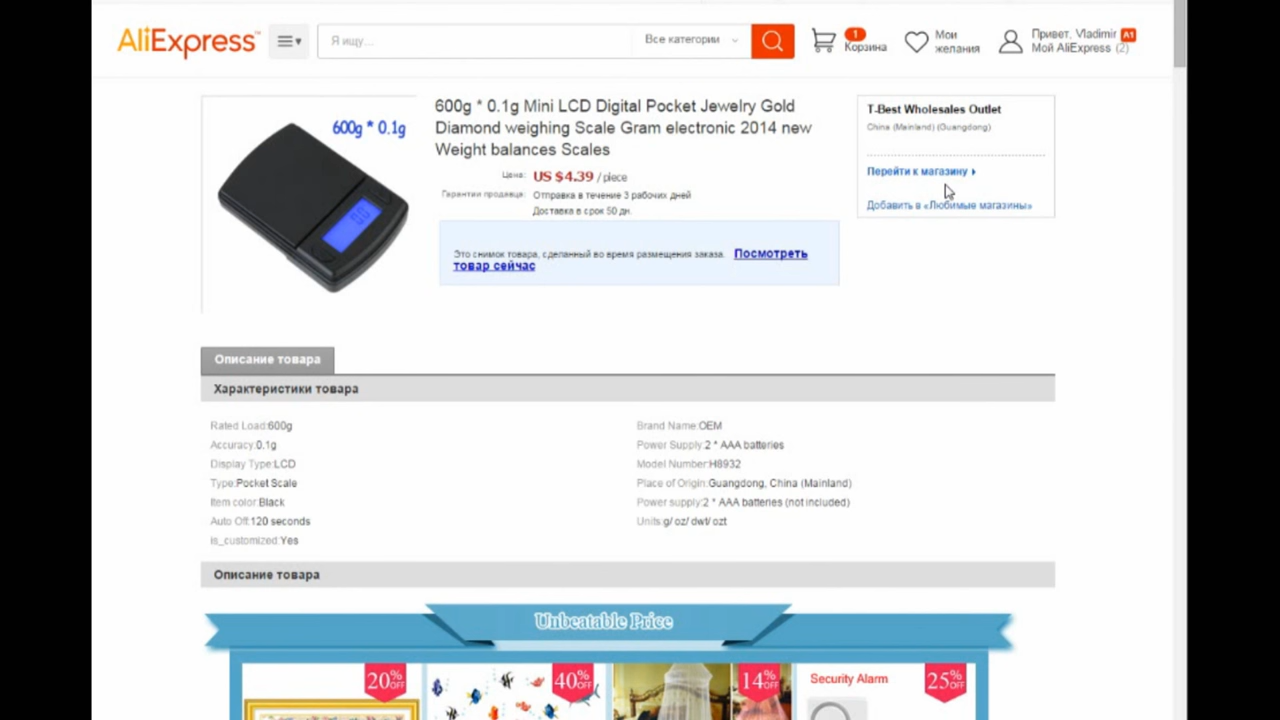 AliExpress™
Я ищу...
Все категории
1
Корзина
Мои желания
Привет, Vladimir A1
Мой AliExpress (2)
600g * 0.1g
600g * 0.1g Mini LCD Digital Pocket Jewelry Gold
Diamond weighing Scale Gram electronic 2014 new
Weight balances Scales
Цена: US $4.39 / piece
Гарантии продавца: Отправка в течение 3 рабочих дней
Доставка в срок 50 дн.
Это снимок товара, сделанный во время размещения заказа. Посмотреть
товар сейчас
T-Best Wholesales Outlet
China (Mainland) (Guangdong)
Перейти к магазину
Добавить в «Любимые магазины»
Описание товара
Характеристики товара
Rated Load:600g
Accuracy:0.1g
Display Type:LCD
Type:Pocket Scale
Item color:Black
Auto Off:120 seconds
is_customized:Yes
Brand Name:OEM
Power Supply:2 * AAA batteries
Model Number:H8932
Place of Origin:Guangdong, China (Mainland)
Power supply:2 * AAA batteries (not included)
Units:g/ oz/ dwt/ ozt
Описание товара
Unbeatable Price
20% OFF
40% OFF
14% OFF
Security Alarm
25% OFF